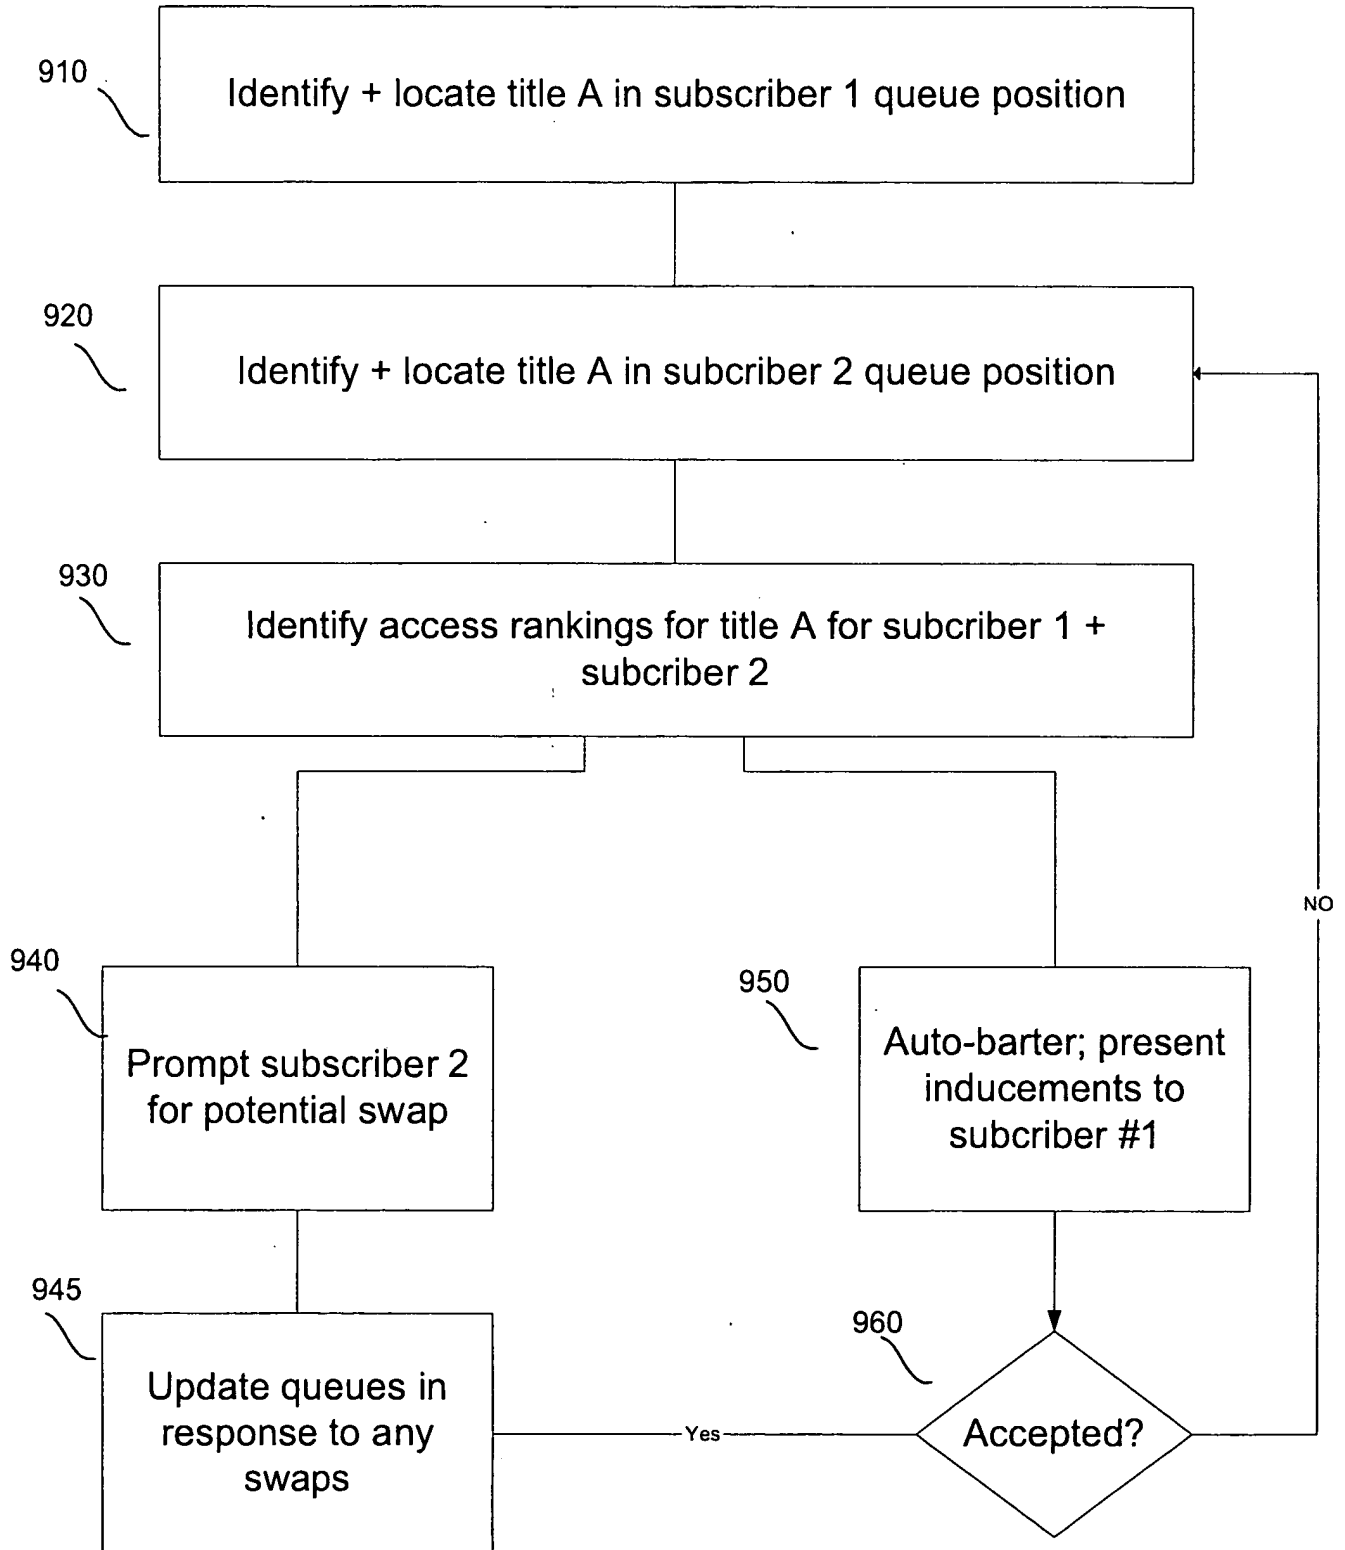 910
Identify + locate title A in subscriber 1 queue position
920
Identify + locate title A in subcriber 2 queue position
930
Identify access rankings for title A for subcriber 1 +
subcriber 2
NO
940
Prompt subscriber 2
for potential swap
950
Auto-barter; present
inducements to
subcriber #1
945
Update queues in
response to any
swaps
Yes
960
Accepted?